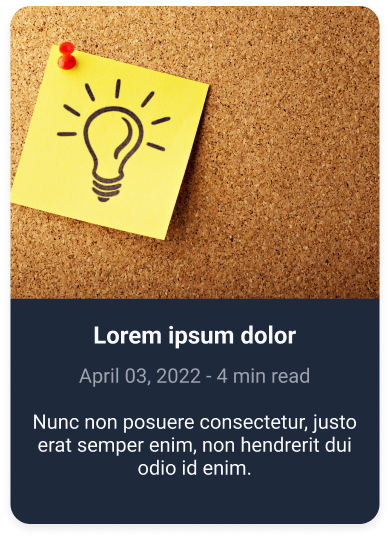 Lorem ipsum dolor
April 03, 2022 - 4 min read
Nunc non posuere consectetur, justo
erat semper enim, non hendrerit dui
odio id enim.